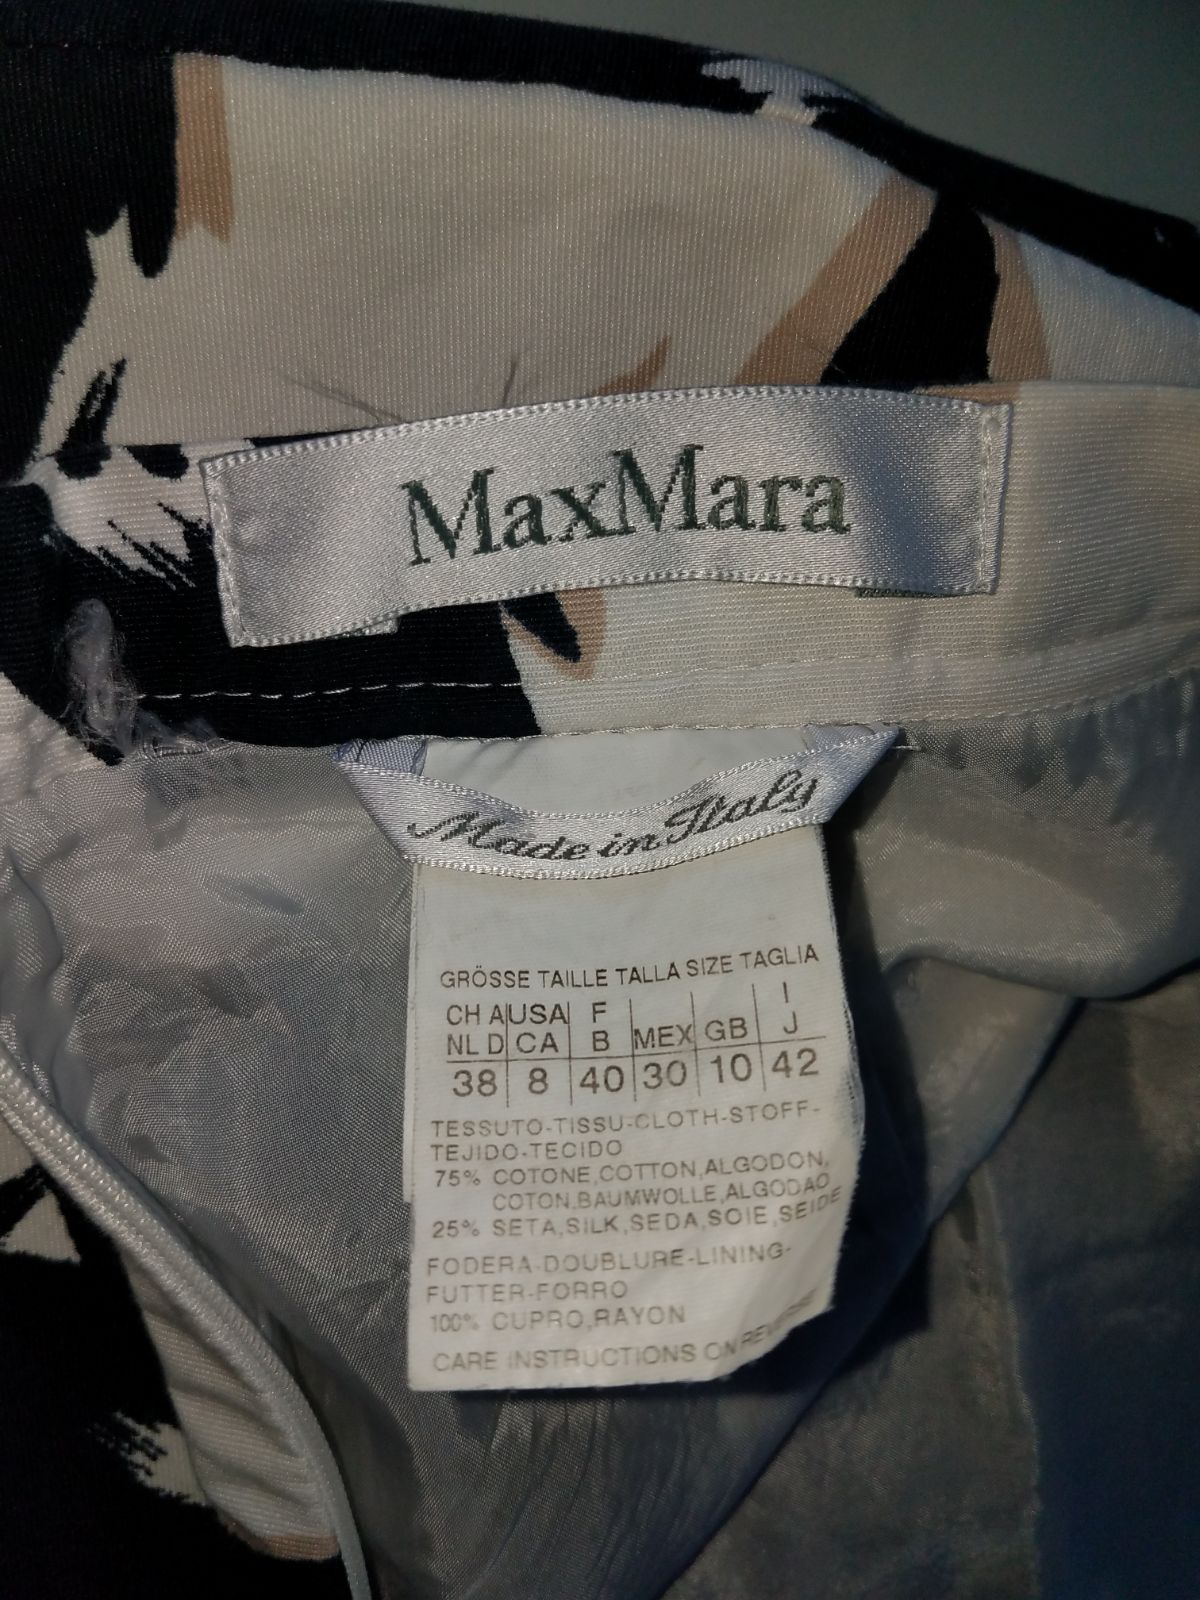 MaxMara
Made in Italy
GRÖSSE TAILLE TALLA SIZE TAGLIA
CH A USA F I
NL D CA B MEX GB J
38 8 40 30 10 42
TESSUTO-TISSU-CLOTH-STOFF-
TEJIDO-TECIDO
75% COTONE,COTTON,ALGODON,
COTON,BAUMWOLLE,ALGODAO
25% SETA,SILK,SEDA,SOIE,SEIDE
FODERA-DOUBLURE-LINING-
FUTTER-FORRO
100% CUPRO,RAYON
CARE INSTRUCTIONS ON REVERSE